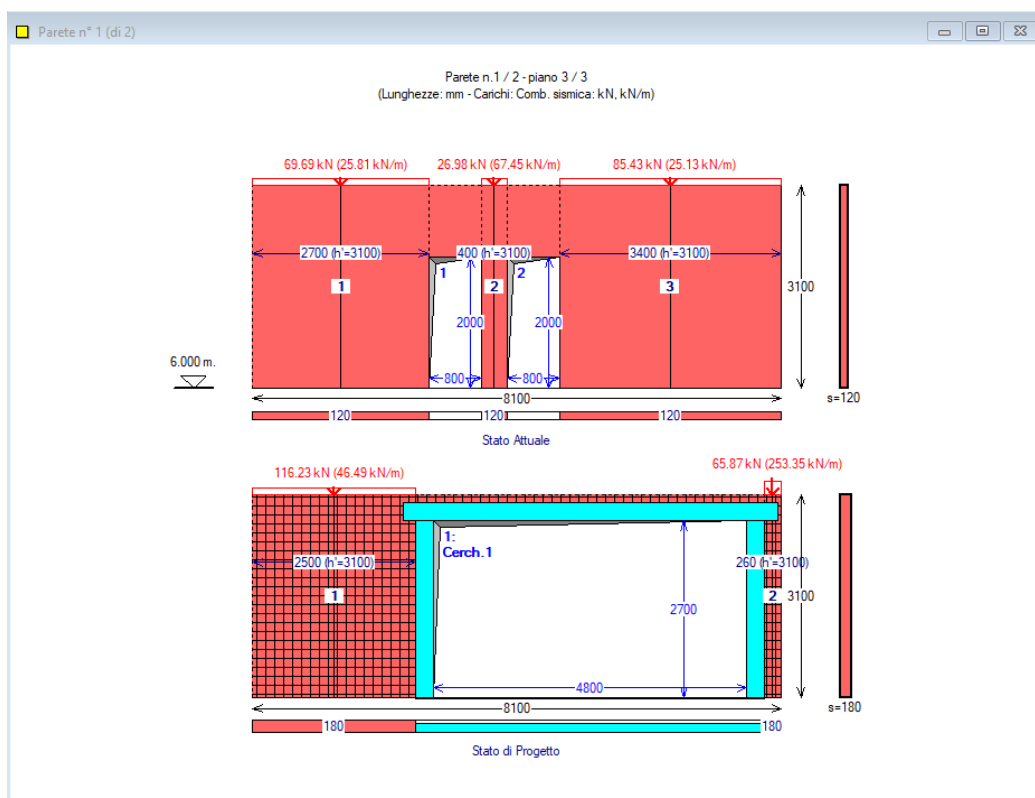 Parete n° 1 (di 2)
Parete n.1 / 2 - piano 3 / 3
(Lunghezze: mm - Carichi: Comb. sismica: kN, kN/m)
69.69 kN (25.81 kN/m)
26.98 kN (67.45 kN/m)
85.43 kN (25.13 kN/m)
2700 (h'=3100)
400 (h'=3100)
3400 (h'=3100)
1
2
1
2
3
3100
2000
2000
6.000 m.
800
800
8100
s=120
120
120
120
Stato Attuale
116.23 kN (46.49 kN/m)
65.87 kN (253.35 kN/m)
1:
Cerch.1
2500 (h'=3100)
260 (h'=3100)
1
2
3100
2700
4800
8100
s=180
180
180
Stato di Progetto